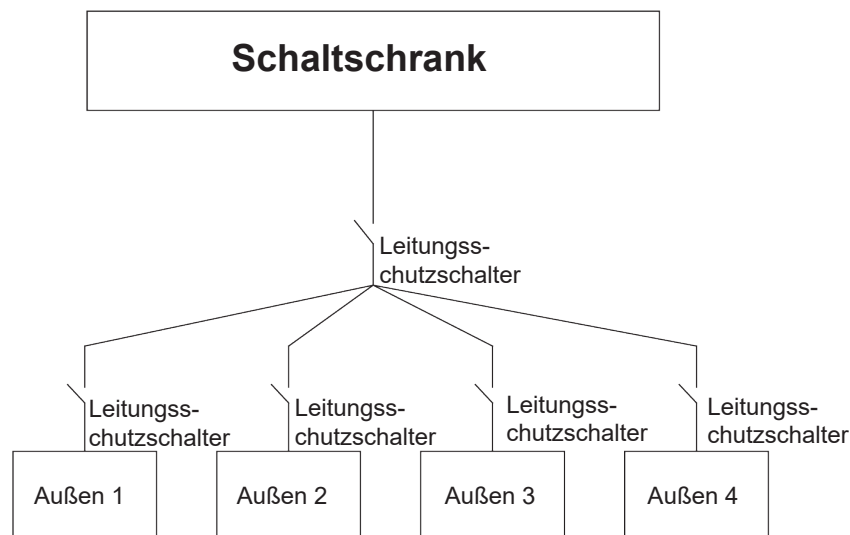 Schaltschrank
Leitungss-
chutzschalter
Leitungss-
chutzschalter
Leitungss-
chutzschalter
Leitungss-
chutzschalter
Leitungss-
chutzschalter
Außen 1
Außen 2
Außen 3
Außen 4